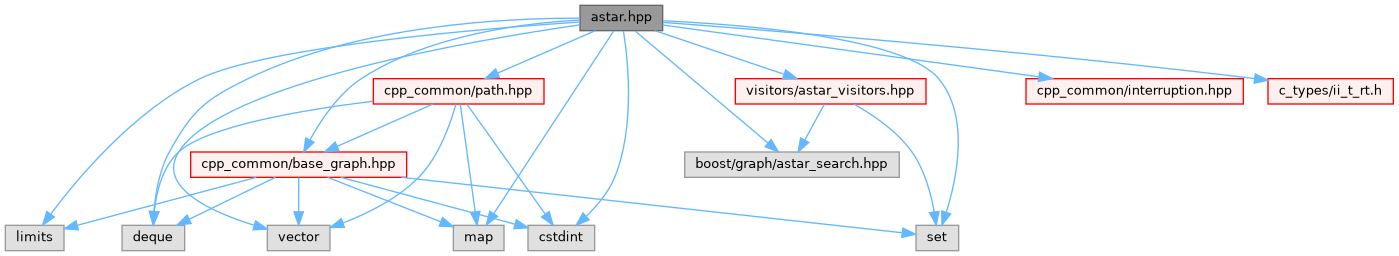 astar.hpp
cpp_common/path.hpp
visitors/astar_visitors.hpp
cpp_common/interruption.hpp
c_types/ii_t_rt.h
cpp_common/base_graph.hpp
boost/graph/astar_search.hpp
limits
deque
vector
map
cstdint
set